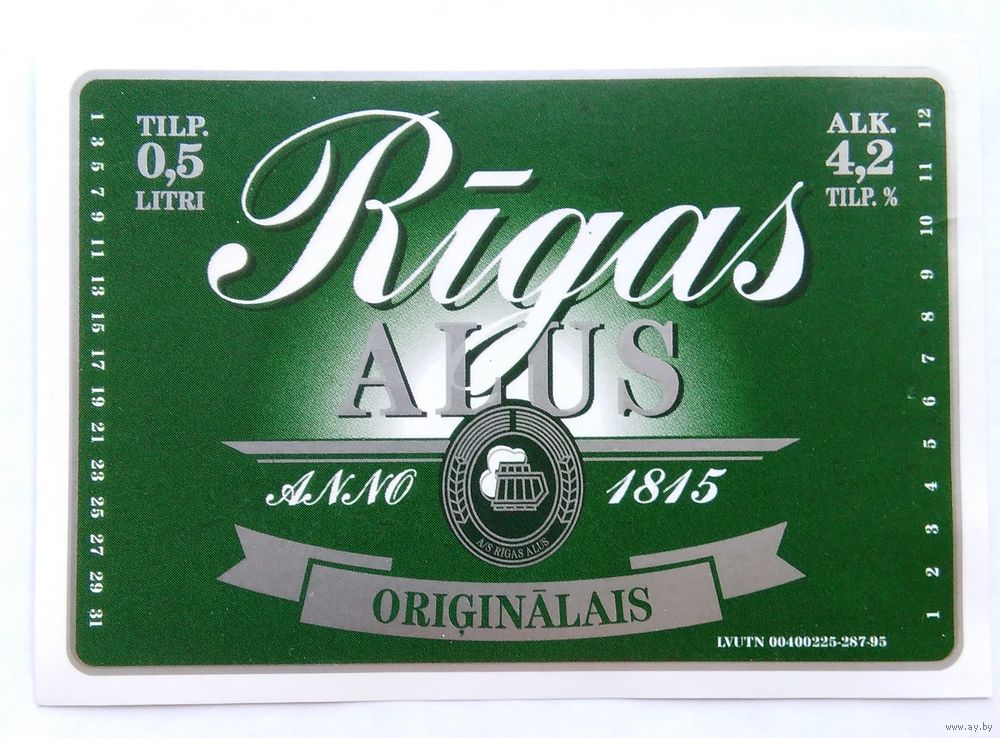 TILP.
0,5
LITRI
ALK.
4,2
TILP. %
Rīgas
ALUS
ANNO 1815
A/S RĪGAS ALUS
ORIĢINĀLAIS
LVUTN 00400225-287-95
1 3 5 7 9 11 13 15 17 19 21 23 25 27 29 31
1 2 3 4 5 6 7 8 9 10 11 12
www.ay.by